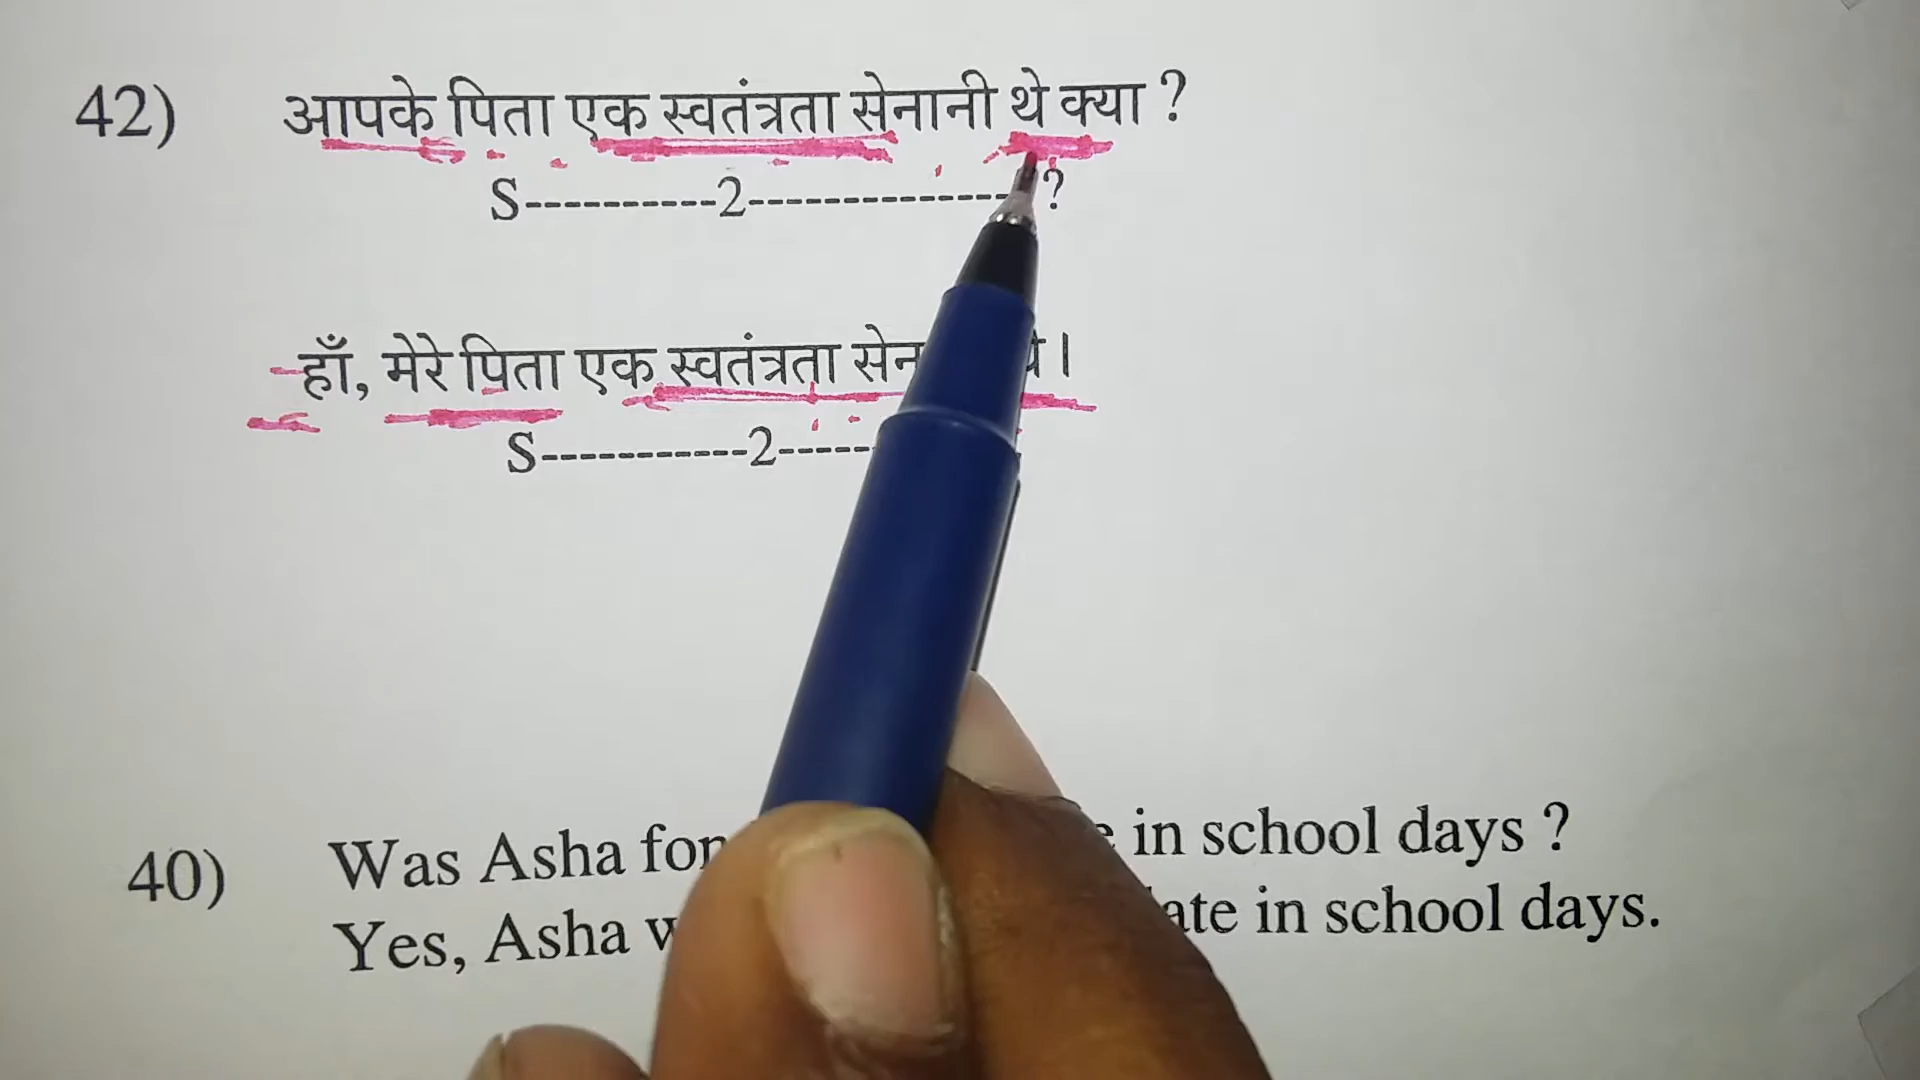 42) आपके पिता एक स्वतंत्रता सेनानी थे क्या ?
S----------2---------------?
हाँ, मेरे पिता एक स्वतंत्रता
S-----------2-----
40) Was Asha in school days ?
Yes, Asha in school days.